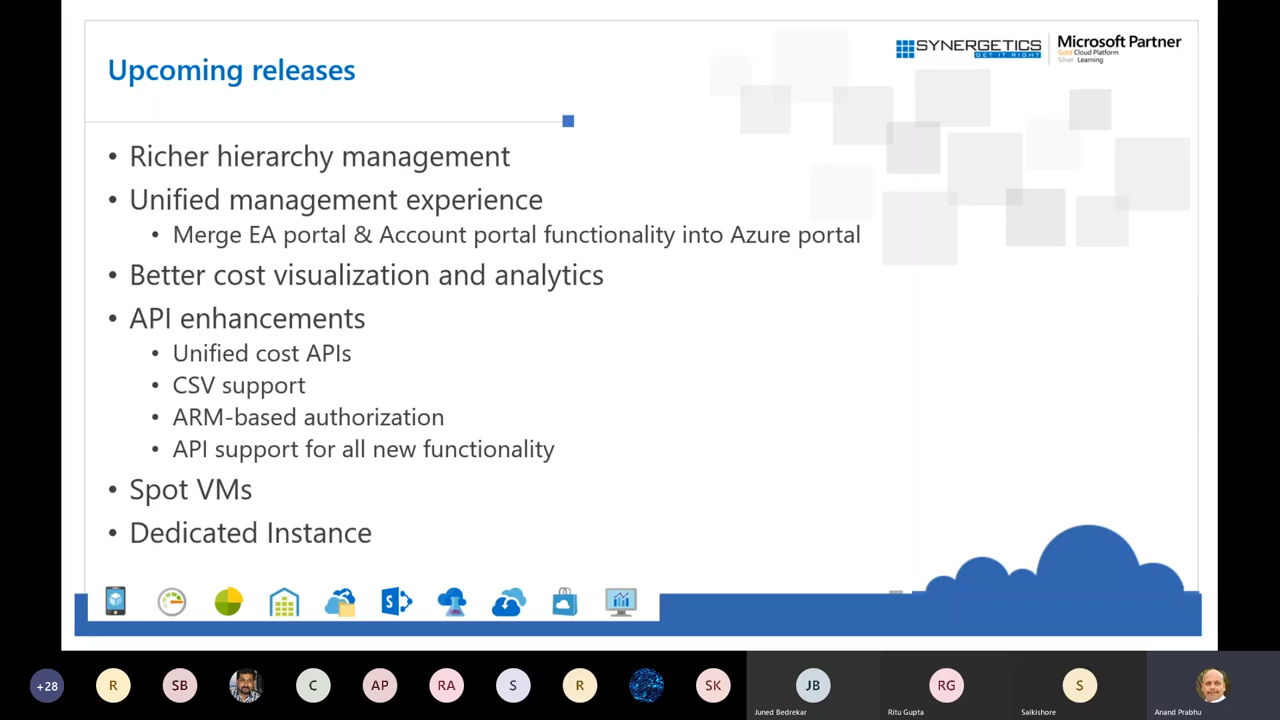 Upcoming releases
SYNERGETICS
GET IT RIGHT
Microsoft Partner
Gold Cloud Platform
Silver Learning
• Richer hierarchy management
• Unified management experience
• Merge EA portal & Account portal functionality into Azure portal
• Better cost visualization and analytics
• API enhancements
• Unified cost APIs
• CSV support
• ARM-based authorization
• API support for all new functionality
• Spot VMs
• Dedicated Instance
S
+28
R
SB
C
AP
RA
S
R
SK
JB
RG
S
Juned Bedrekar
Ritu Gupta
Saikishore
Anand Prabhu